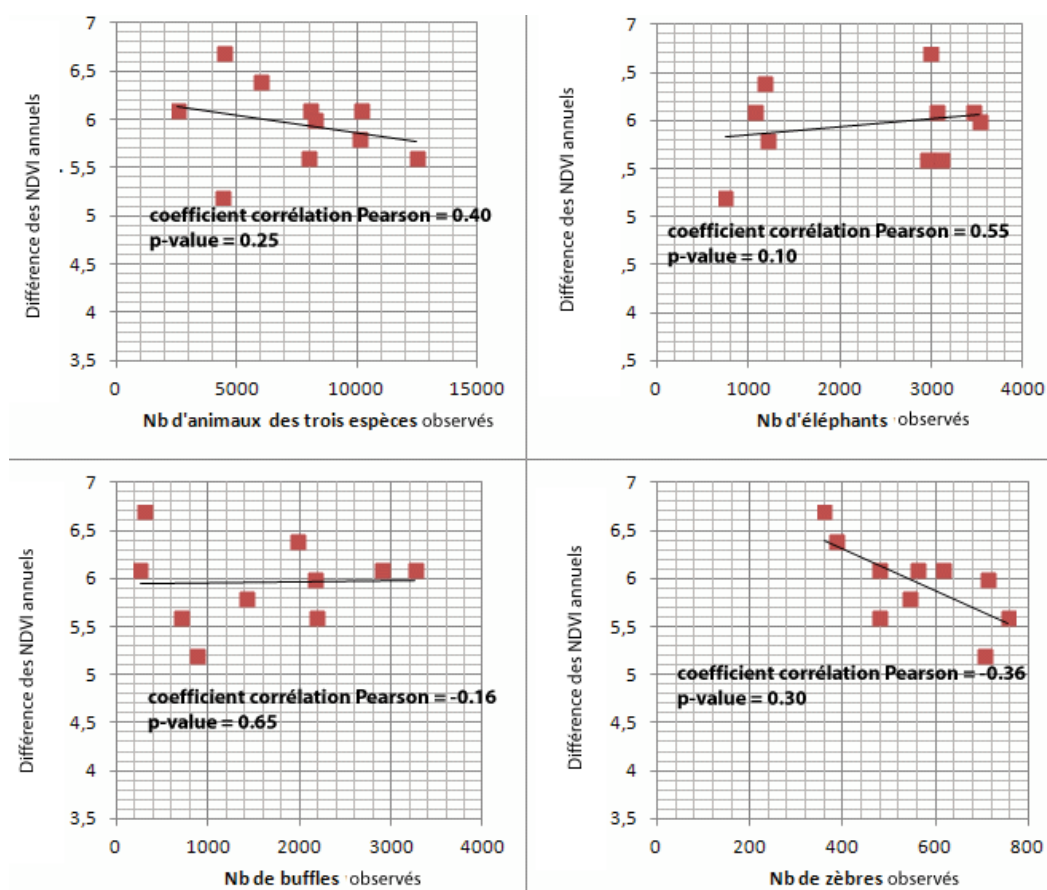 7
6,5
6
5,5
5
4,5
4
3,5
Différence des NDVI annuels
coefficient corrélation Pearson = 0.40
p-value = 0.25
0 5000 10000 15000
Nb d'animaux des trois espèces observés
7
,5
6
,5
5
,5
4
,5
Différence des NDVI annuels
coefficient corrélation Pearson = 0.55
p-value = 0.10
0 1000 2000 3000 4000
Nb d'éléphants observés
7
6,5
6
5,5
5
4,5
4
3,5
Différence des NDVI annuels
coefficient corrélation Pearson = -0.16
p-value = 0.65
0 1000 2000 3000 4000
Nb de buffles observés
7
6,5
6
5,5
5
4,5
4
3,5
Différence des NDVI annuels
coefficient corrélation Pearson = -0.36
p-value = 0.30
0 200 400 600 800
Nb de zèbres observés